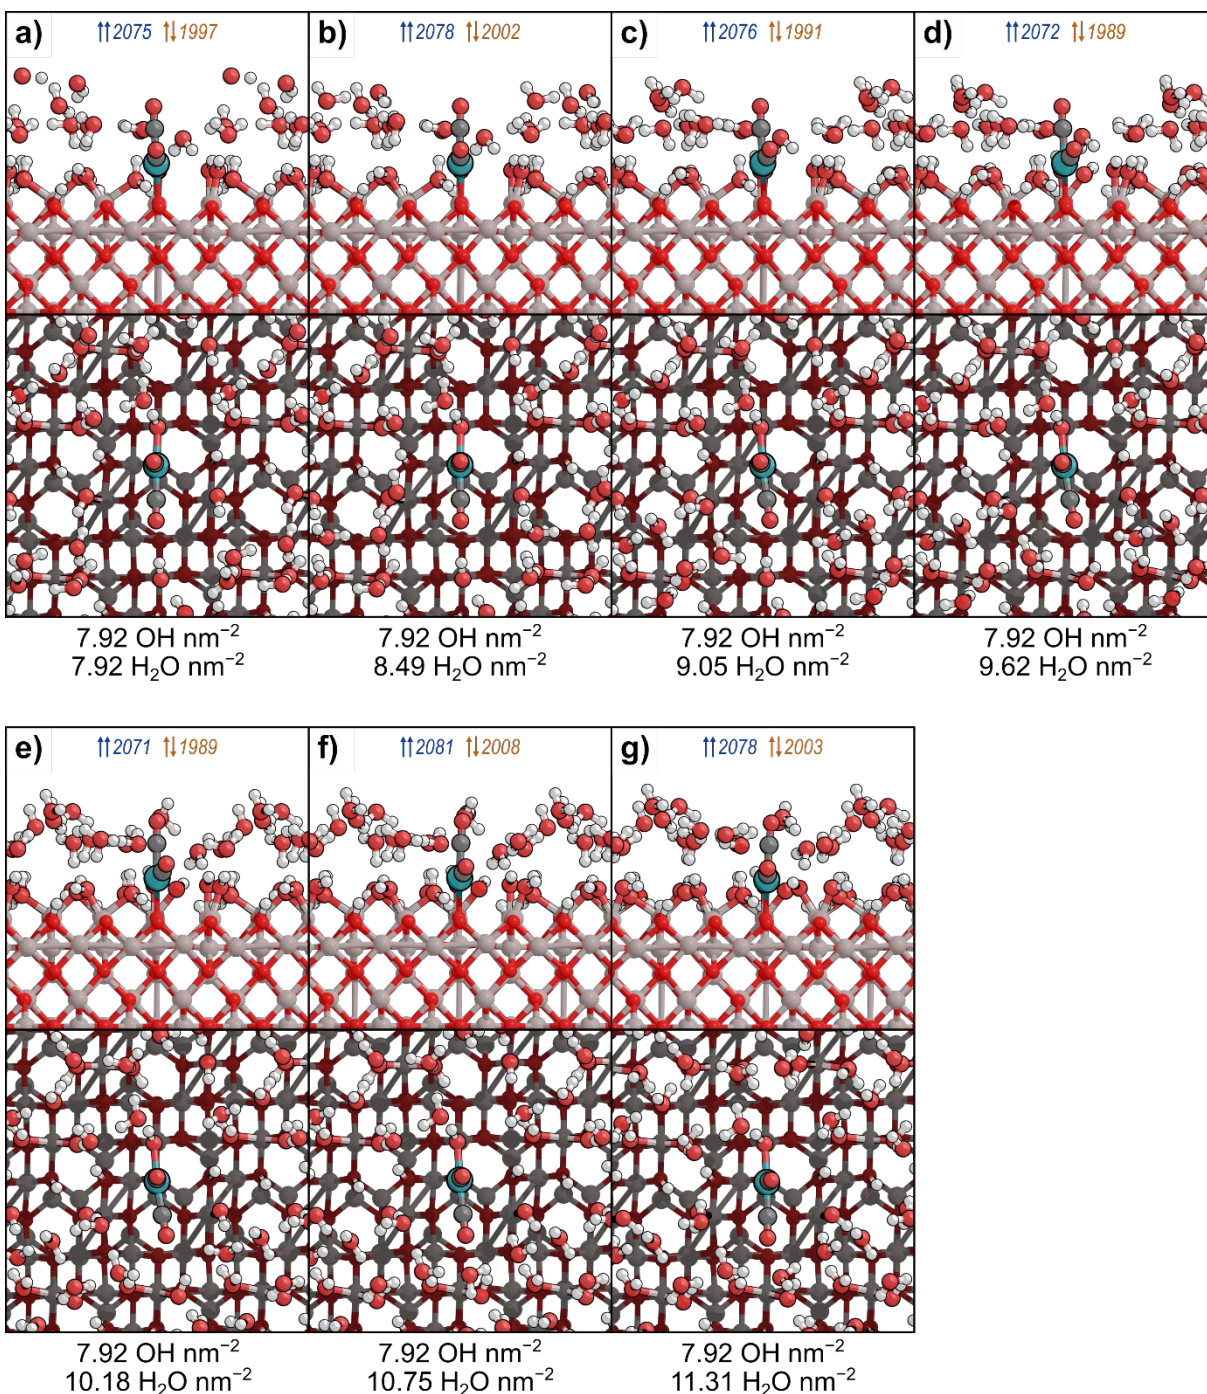 a) ↑↑2075 ↑↓1997
b) ↑↑2078 ↑↓2002
c) ↑↑2076 ↑↓1991
d) ↑↑2072 ↑↓1989
7.92 OH nm⁻²
7.92 H₂O nm⁻²
7.92 OH nm⁻²
8.49 H₂O nm⁻²
7.92 OH nm⁻²
9.05 H₂O nm⁻²
7.92 OH nm⁻²
9.62 H₂O nm⁻²
e) ↑↑2071 ↑↓1989
f) ↑↑2081 ↑↓2008
g) ↑↑2078 ↑↓2003
7.92 OH nm⁻²
10.18 H₂O nm⁻²
7.92 OH nm⁻²
10.75 H₂O nm⁻²
7.92 OH nm⁻²
11.31 H₂O nm⁻²